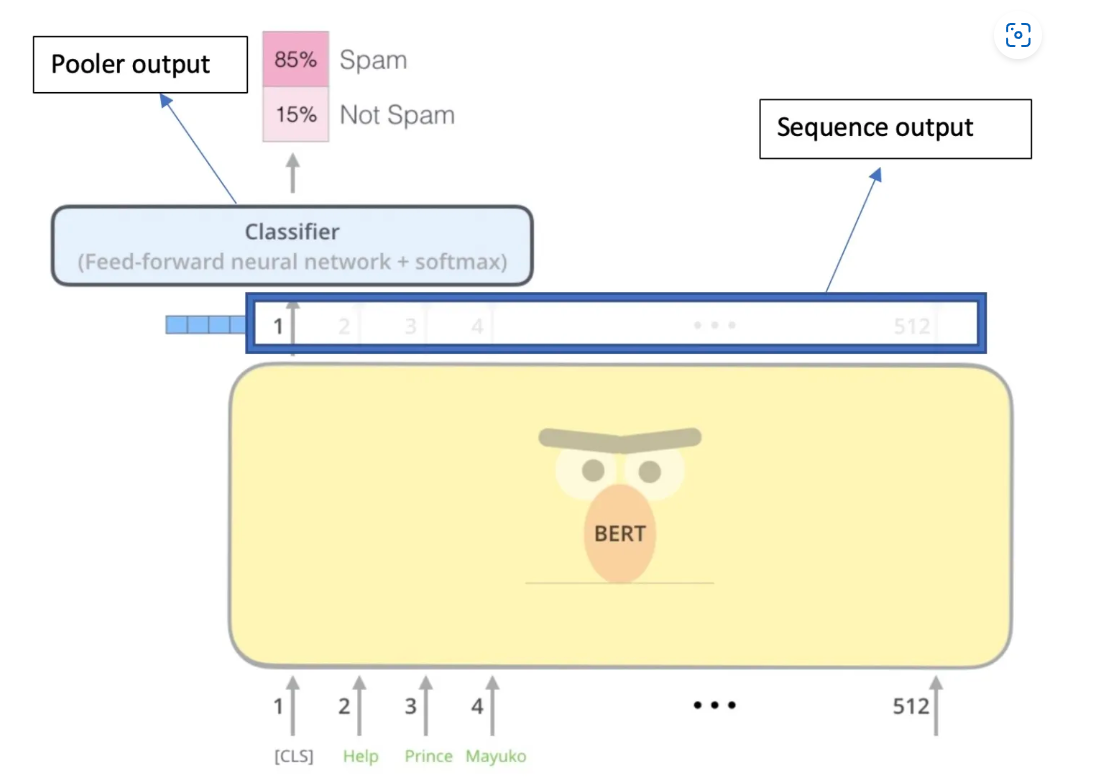 Pooler output
85% Spam
15% Not Spam
Sequence output
Classifier
(Feed-forward neural network + softmax)
1 2 3 4 ••• 512
BERT
1 2 3 4 ••• 512
[CLS] Help Prince Mayuko